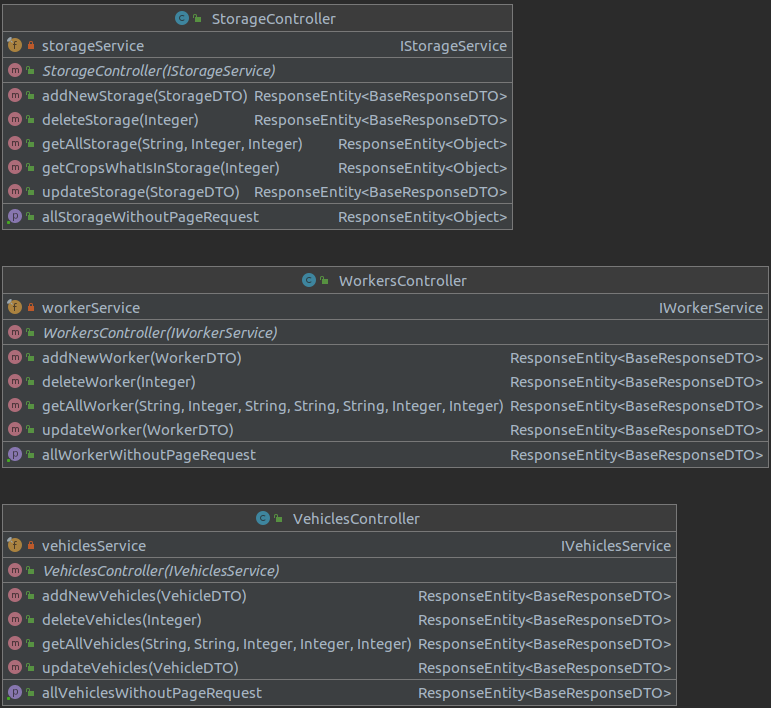 StorageController
storageService IStorageService
StorageController(IStorageService)
addNewStorage(StorageDTO) ResponseEntity<BaseResponseDTO>
deleteStorage(Integer) ResponseEntity<BaseResponseDTO>
getAllStorage(String, Integer, Integer) ResponseEntity<Object>
getCropsWhatIsInStorage(Integer) ResponseEntity<Object>
updateStorage(StorageDTO) ResponseEntity<BaseResponseDTO>
allStorageWithoutPageRequest ResponseEntity<Object>
WorkersController
workerService IWorkerService
WorkersController(IWorkerService)
addNewWorker(WorkerDTO) ResponseEntity<BaseResponseDTO>
deleteWorker(Integer) ResponseEntity<BaseResponseDTO>
getAllWorker(String, Integer, String, String, String, Integer, Integer) ResponseEntity<BaseResponseDTO>
updateWorker(WorkerDTO) ResponseEntity<BaseResponseDTO>
allWorkerWithoutPageRequest ResponseEntity<BaseResponseDTO>
VehiclesController
vehiclesService IVehiclesService
VehiclesController(IVehiclesService)
addNewVehicles(VehicleDTO) ResponseEntity<BaseResponseDTO>
deleteVehicles(Integer) ResponseEntity<BaseResponseDTO>
getAllVehicles(String, String, Integer, Integer, Integer) ResponseEntity<BaseResponseDTO>
updateVehicles(VehicleDTO) ResponseEntity<BaseResponseDTO>
allVehiclesWithoutPageRequest ResponseEntity<BaseResponseDTO>